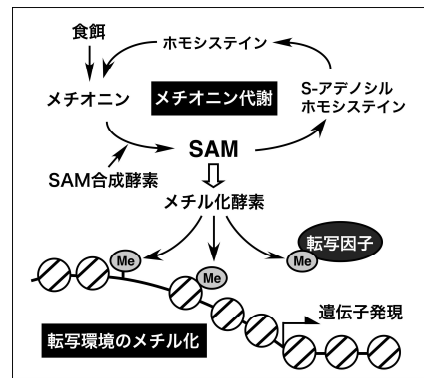 食餌
ホモシステイン
メチオニン
メチオニン代謝
S-アデノシル
ホモシステイン
SAM
SAM合成酵素
メチル化酵素
Me
転写因子
Me
Me
遺伝子発現
転写環境のメチル化